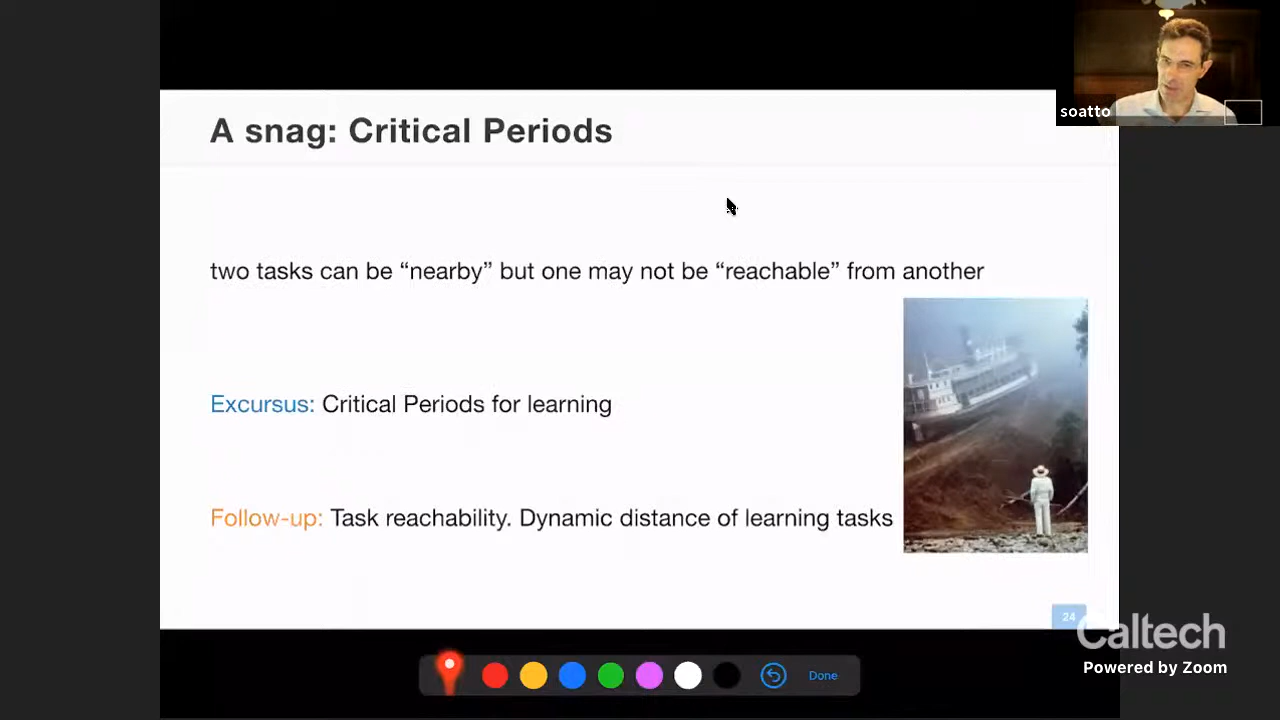 soatto
A snag: Critical Periods
two tasks can be “nearby” but one may not be “reachable” from another
Excursus: Critical Periods for learning
Follow-up: Task reachability. Dynamic distance of learning tasks
24
Caltech
Powered by Zoom
Done